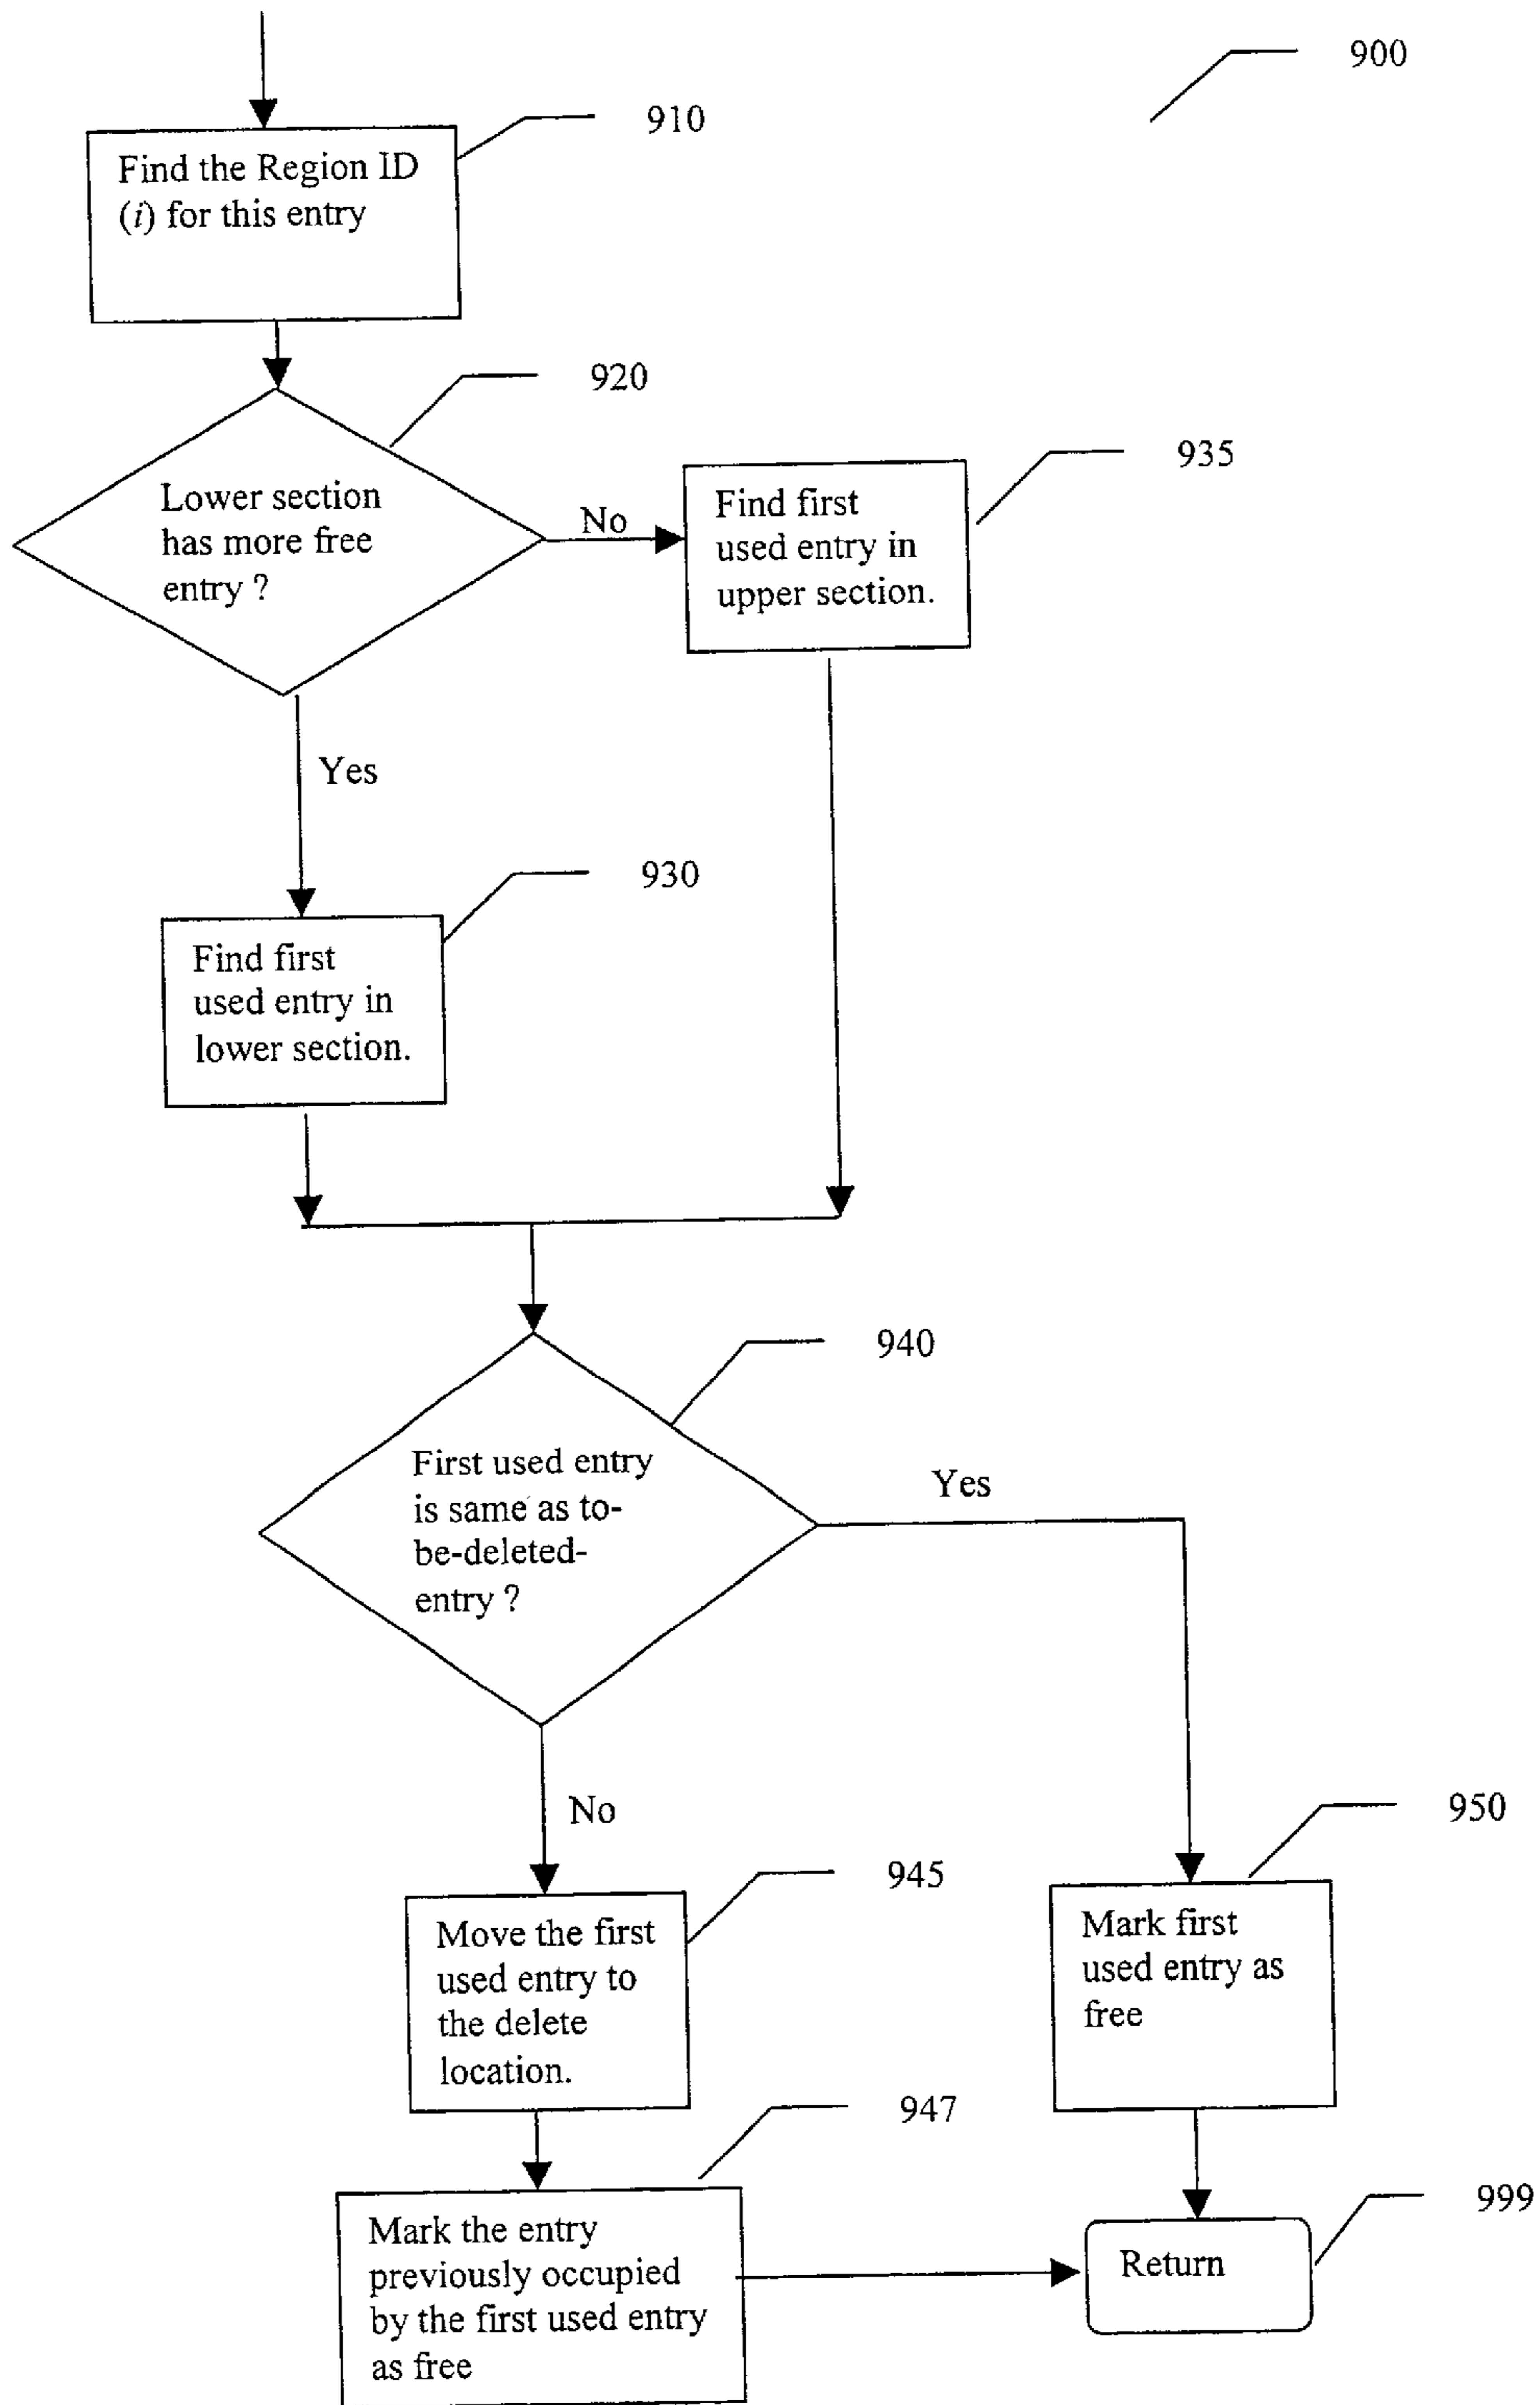 900
910
Find the Region ID
(i) for this entry
920
Lower section
has more free
entry ?
No
935
Find first
used entry in
upper section.
Yes
930
Find first
used entry in
lower section.
940
First used entry
is same as to-
be-deleted-
entry ?
Yes
No
945
Move the first
used entry to
the delete
location.
950
Mark first
used entry as
free
947
Mark the entry
previously occupied
by the first used entry
as free
999
Return